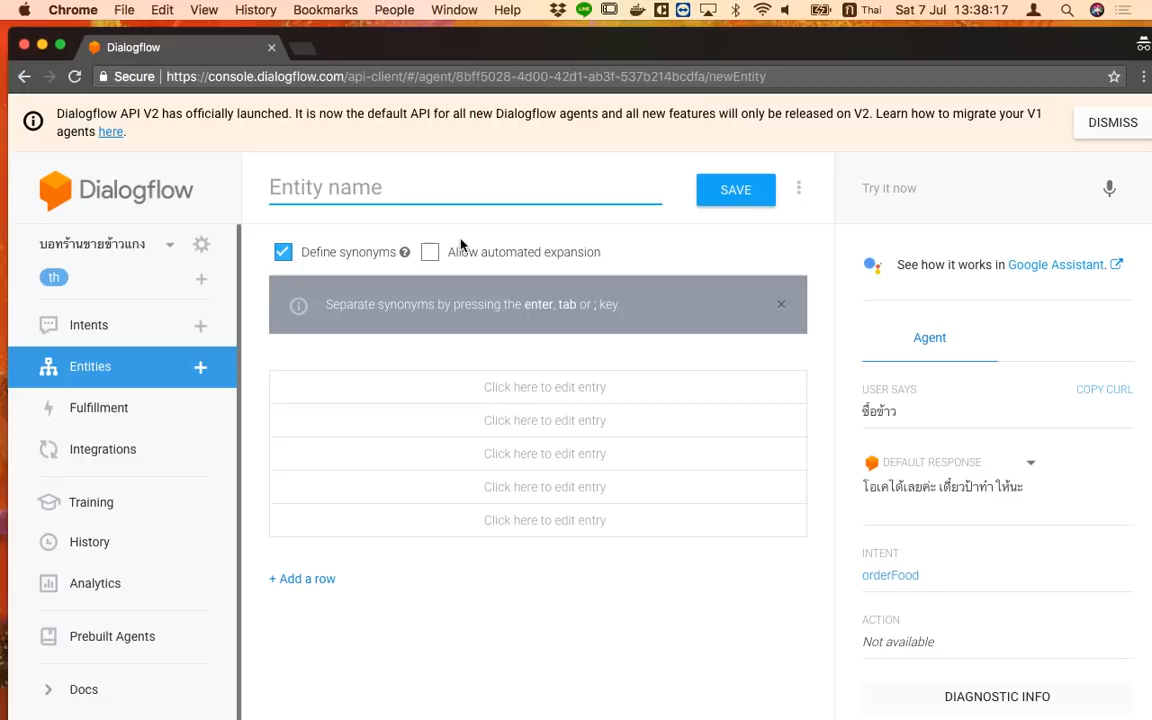 Chrome File Edit View History Bookmarks People Window Help Thai Sat 7 Jul 13:38:17
Dialogflow
Secure https://console.dialogflow.com/api-client/#/agent/8bff5028-4d00-42d1-ab3f-537b214bcdfa/newEntity
Dialogflow API V2 has officially launched. It is now the default API for all new Dialogflow agents and all new features will only be released on V2. Learn how to migrate your V1
agents here.
DISMISS
Dialogflow
บอทร้านขายข้าวแกง
th
Intents
Entities
Fulfillment
Integrations
Training
History
Analytics
Prebuilt Agents
Docs
Entity name
SAVE
Define synonyms
Allow automated expansion
Separate synonyms by pressing the enter, tab or ; key.
Click here to edit entry
Click here to edit entry
Click here to edit entry
Click here to edit entry
Click here to edit entry
+ Add a row
Try it now
See how it works in Google Assistant.
Agent
USER SAYS
COPY CURL
ซื้อข้าว
DEFAULT RESPONSE
โอเคได้เลยค่ะ เดี๋ยวป้าทำ ให้นะ
INTENT
orderFood
ACTION
Not available
DIAGNOSTIC INFO